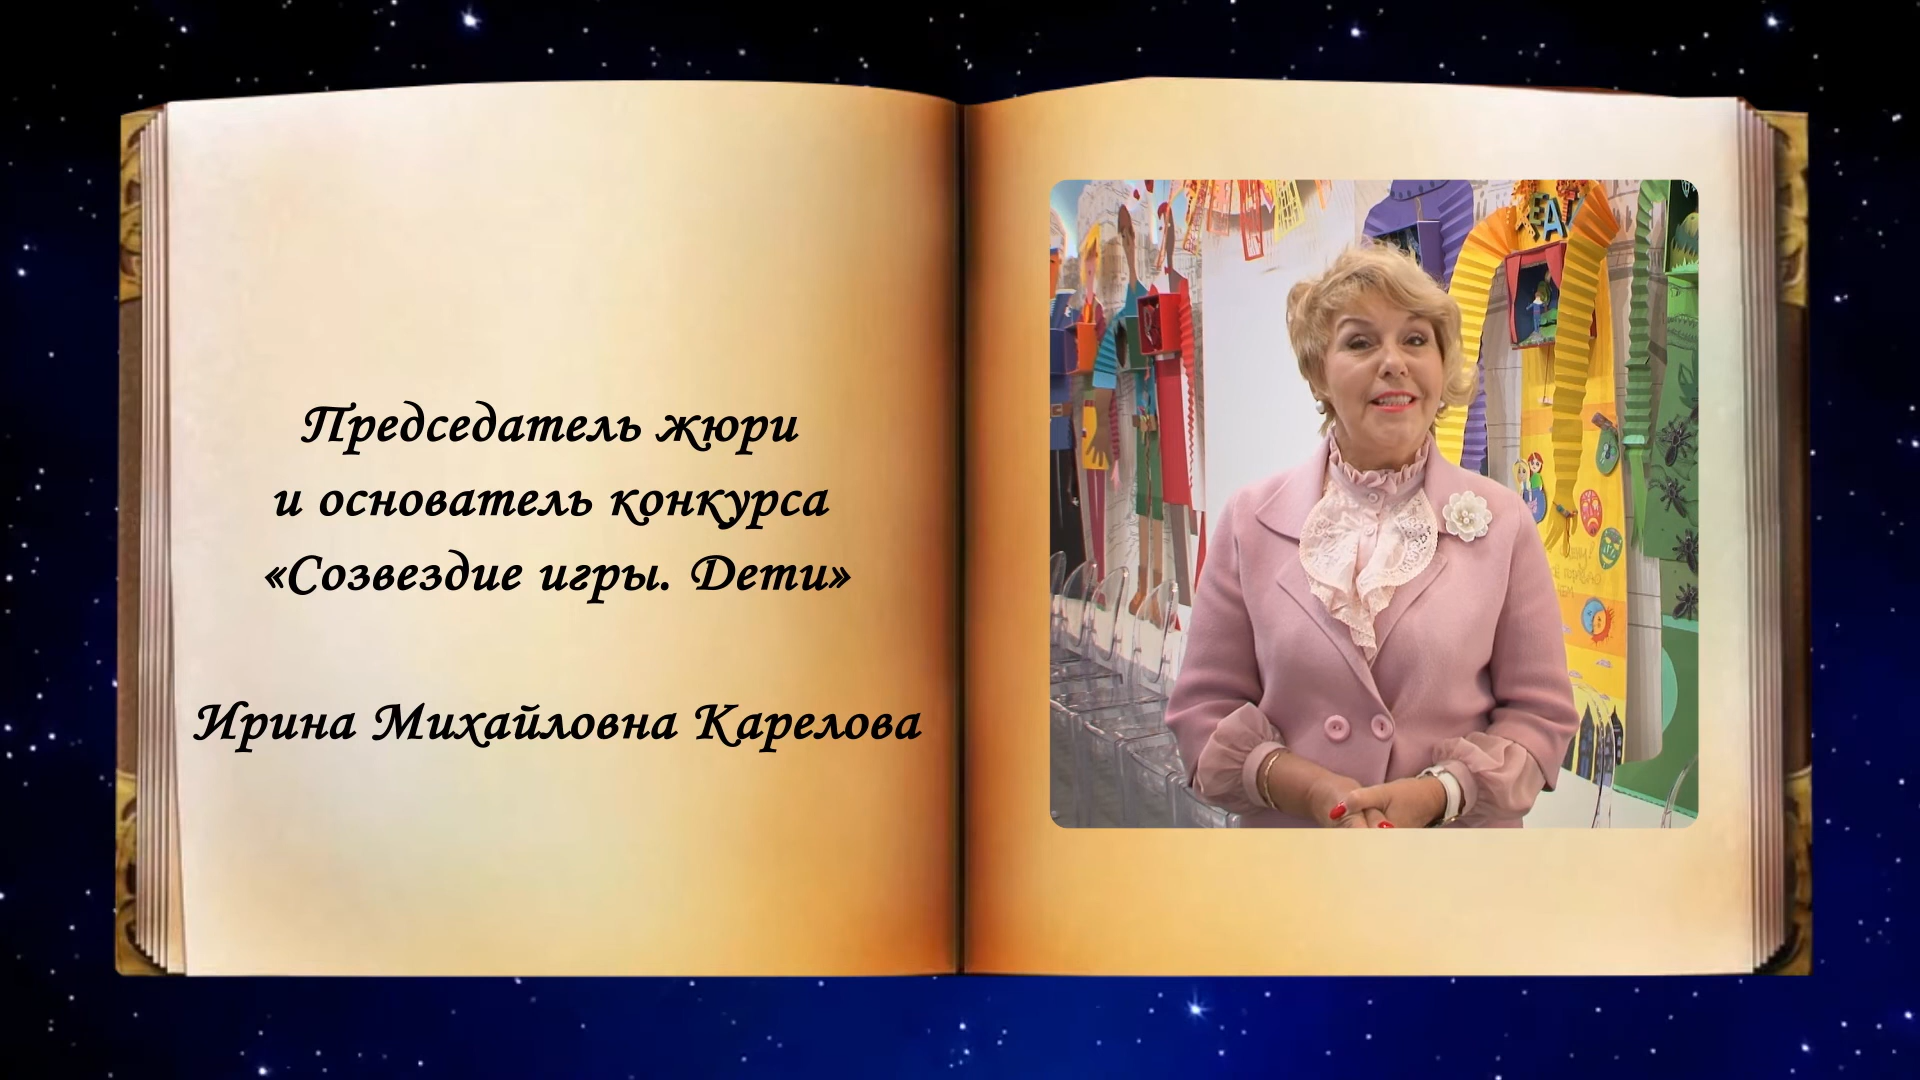 Председатель жюри
и основатель конкурса
«Созвездие игры. Дети»
Ирина Михайловна Карелова